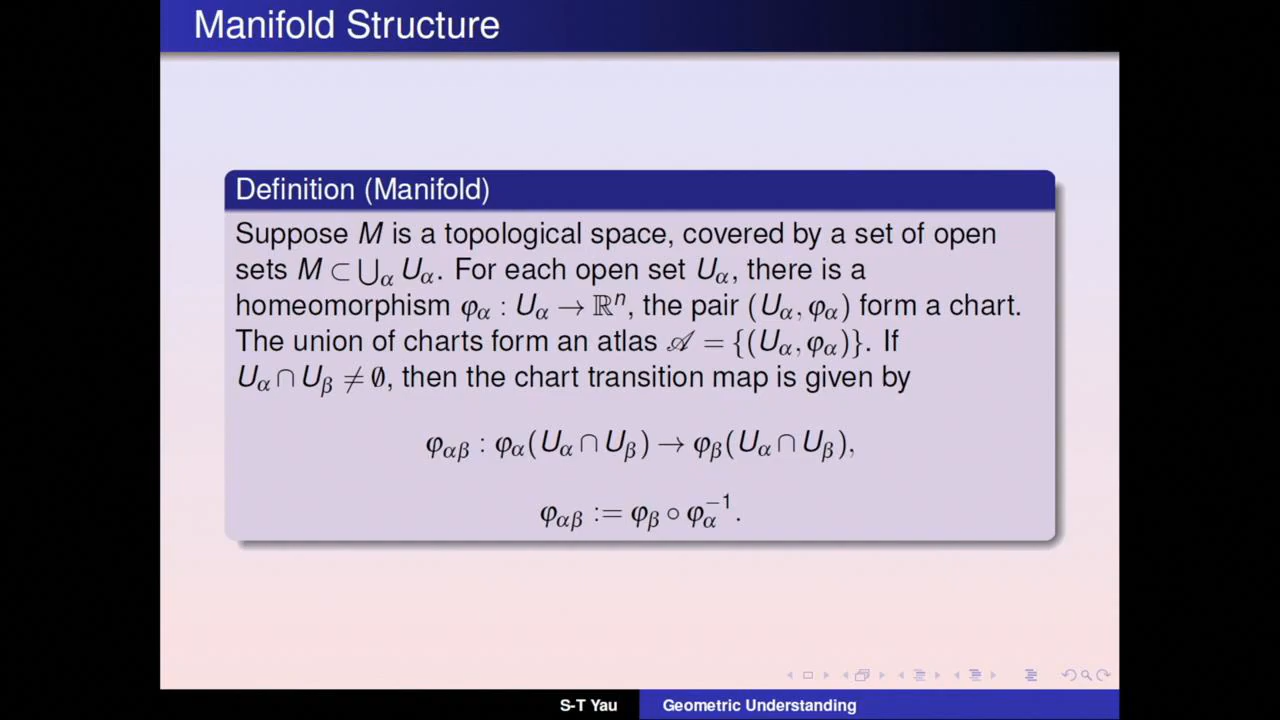 Manifold Structure
Definition (Manifold)
Suppose M is a topological space, covered by a set of open
sets M ⊂ ⋃α Uα. For each open set Uα, there is a
homeomorphism φα : Uα → ℝⁿ, the pair (Uα, φα) form a chart.
The union of charts form an atlas 𝒜 = {(Uα, φα)}. If
Uα ∩ Uβ ≠ ∅, then the chart transition map is given by
φαβ : φα(Uα ∩ Uβ) → φβ(Uα ∩ Uβ),
φαβ := φβ ∘ φα⁻¹.
S-T Yau
Geometric Understanding